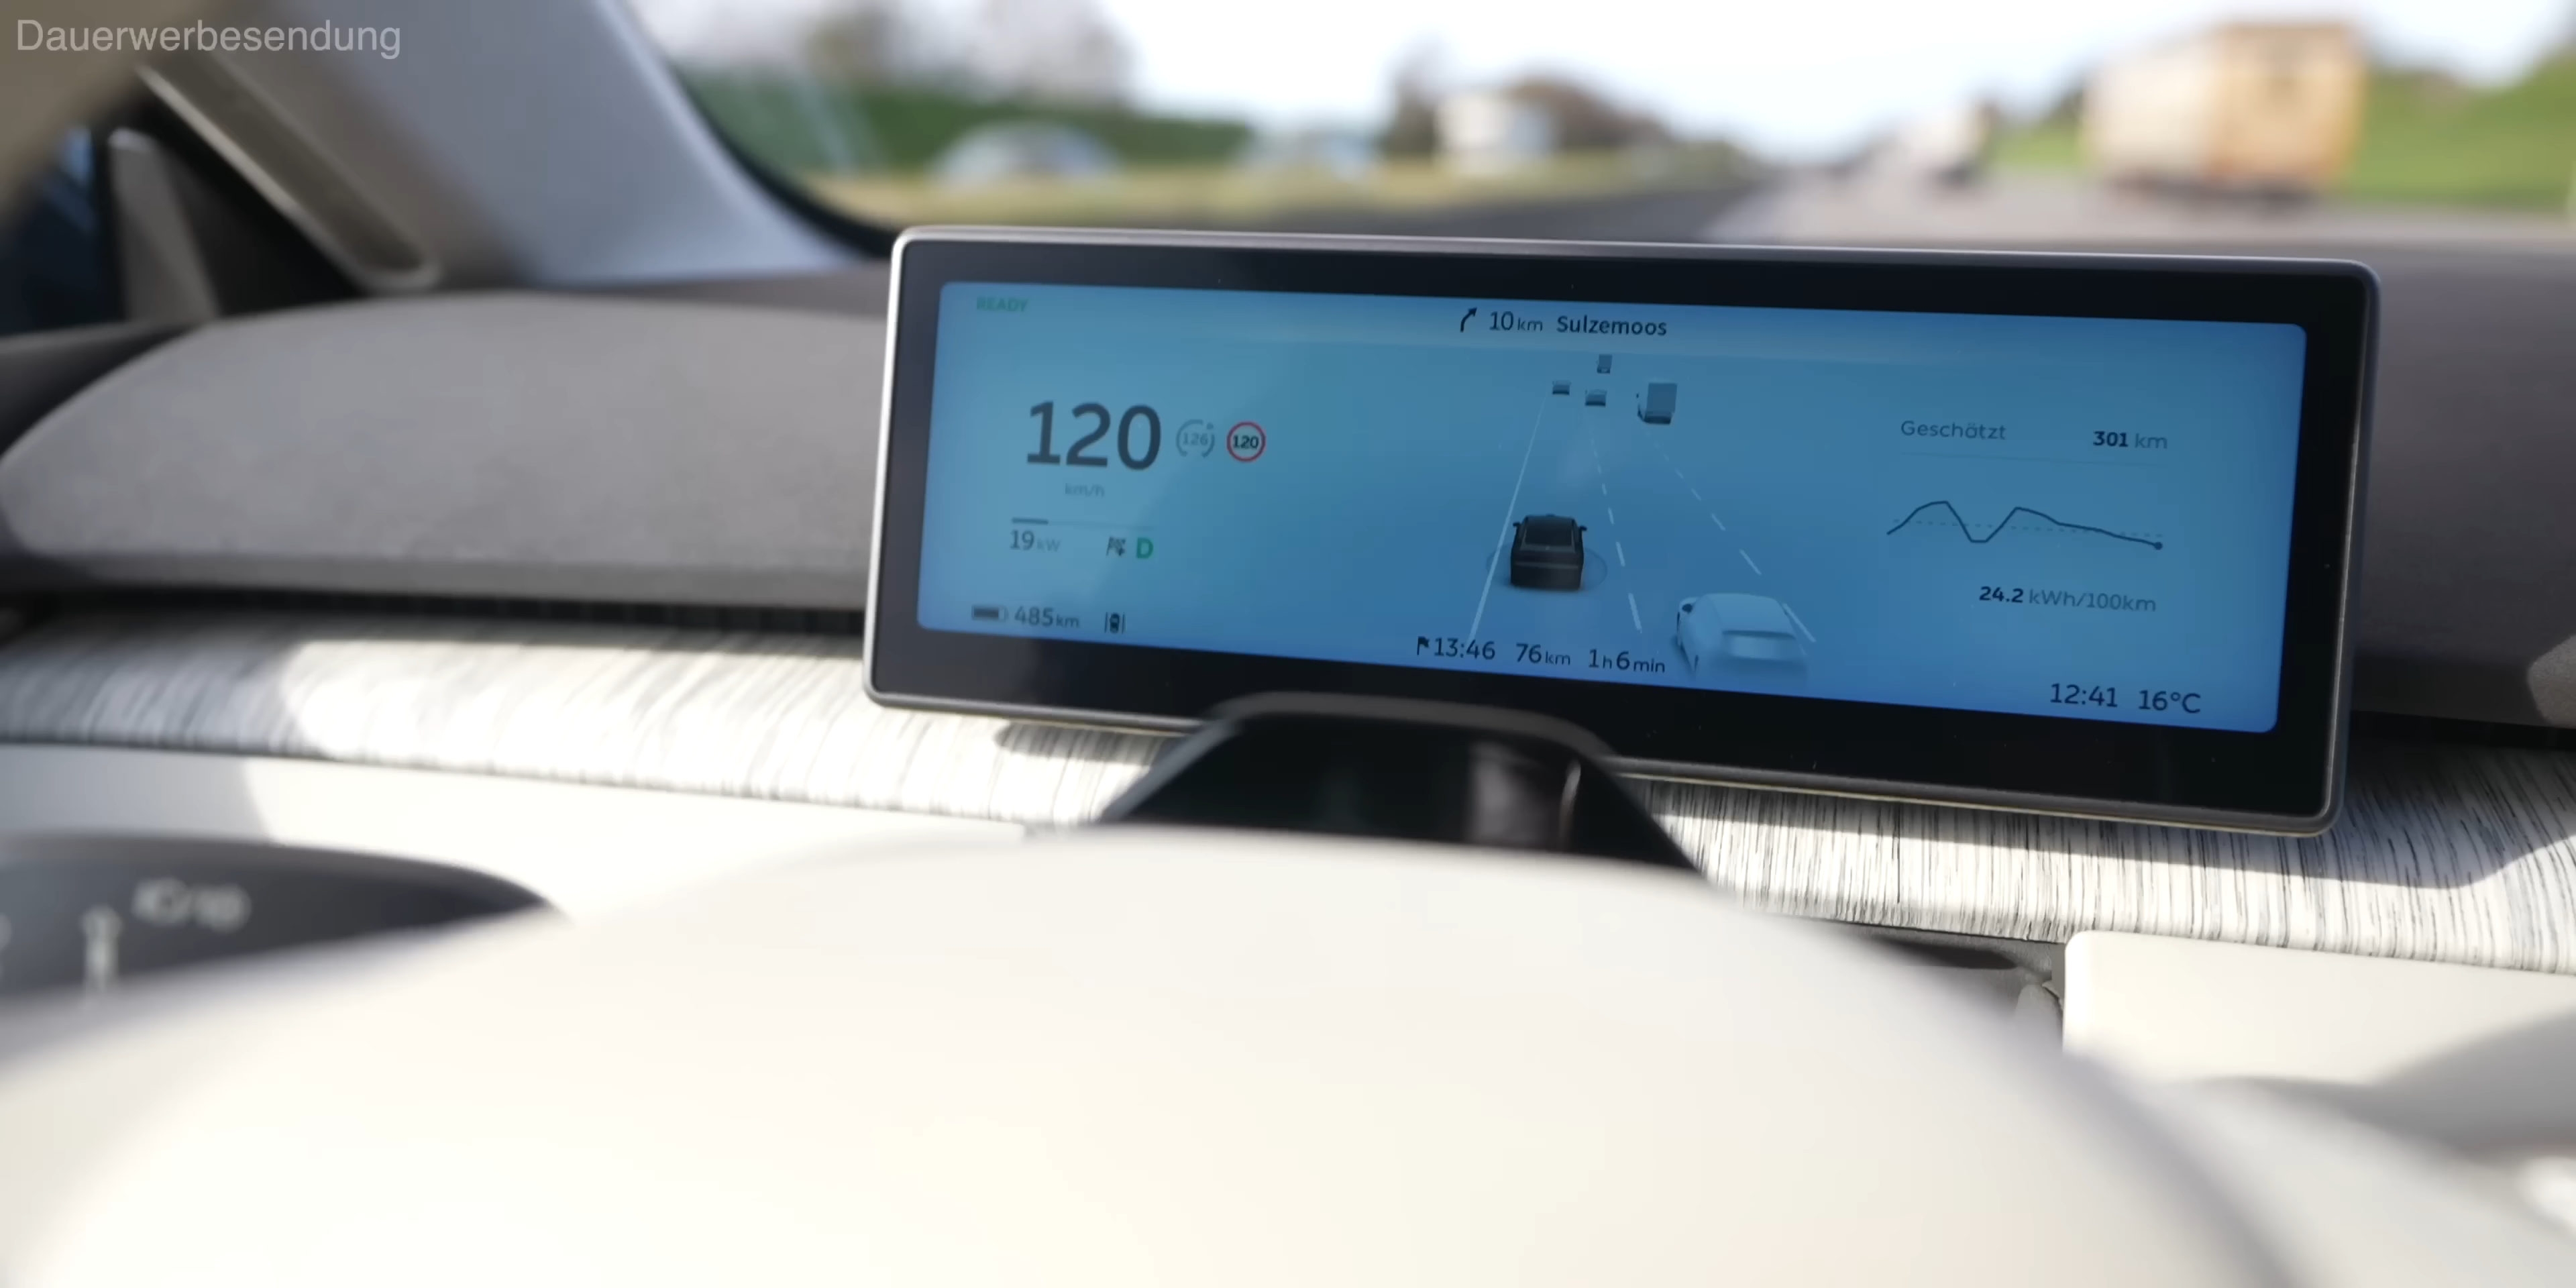 Dauerwerbesendung
READY
10 km Sulzemoos
120 126 120
km/h
19 kW D
485 km
Geschätzt 301 km
24.2 kWh/100km
13:46 76 km 1 h 6 min
12:41 16°C